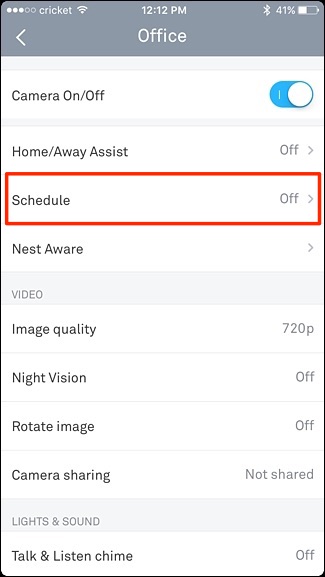 cricket 12:12 PM 41%
Office
Camera On/Off
Home/Away Assist Off
Schedule Off
Nest Aware
VIDEO
Image quality 720p
Night Vision Off
Rotate image Off
Camera sharing Not shared
LIGHTS & SOUND
Talk & Listen chime Off